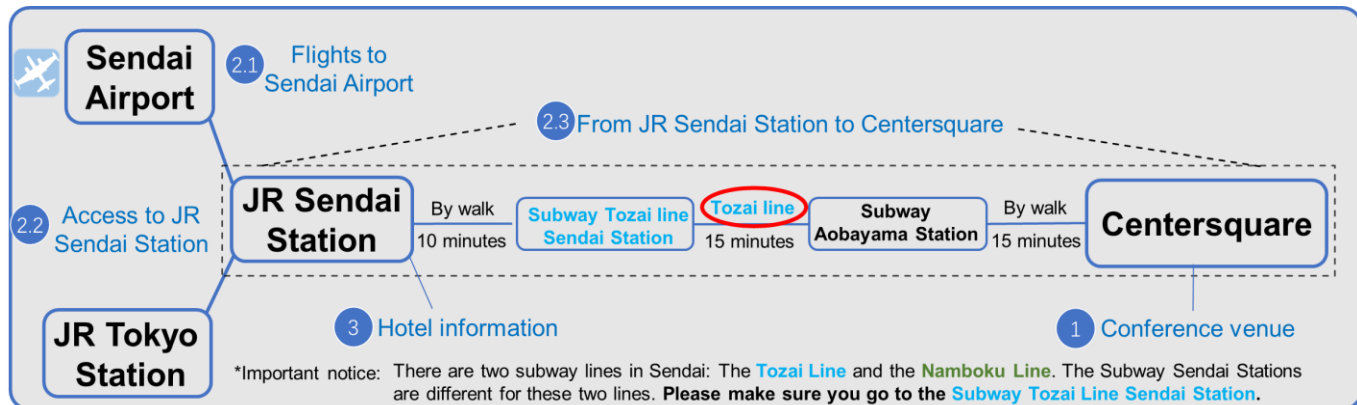 Sendai
Airport
2.1
Flights to
Sendai Airport
2.3
From JR Sendai Station to Centersquare
2.2
Access to JR
Sendai Station
JR Sendai
Station
By walk
10 minutes
Subway Tozai line
Sendai Station
Tozai line
15 minutes
Subway
Aobayama Station
By walk
15 minutes
Centersquare
JR Tokyo
Station
3
Hotel information
1
Conference venue
*Important notice: There are two subway lines in Sendai: The Tozai Line and the Namboku Line. The Subway Sendai Stations
are different for these two lines. Please make sure you go to the Subway Tozai Line Sendai Station.